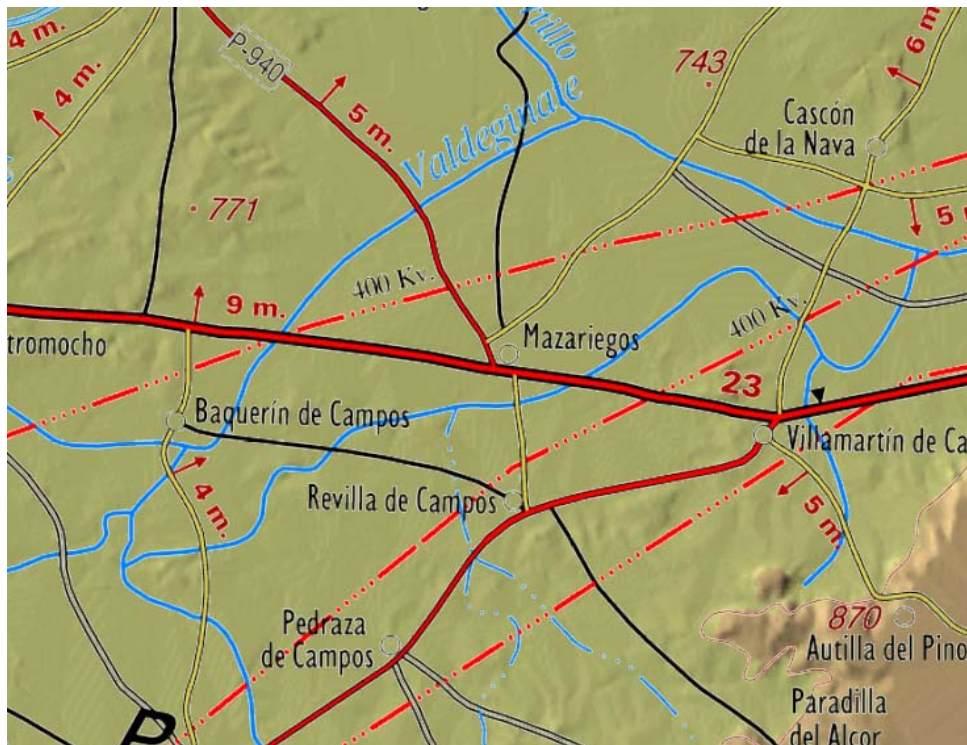 4 m.
P-940
rtillo
743
6 m.
4 m.
5 m.
Valdeginate
Cascón
de la Nava
771
5 m
400 Kv.
9 m.
400 Kv.
tromocho
Mazariegos
23
Baquerín de Campos
Villamartín de Ca
4 m.
Revilla de Campos
5 m.
Pedraza
de Campos
870
Autilla del Pino
Paradilla
del Alcor
P